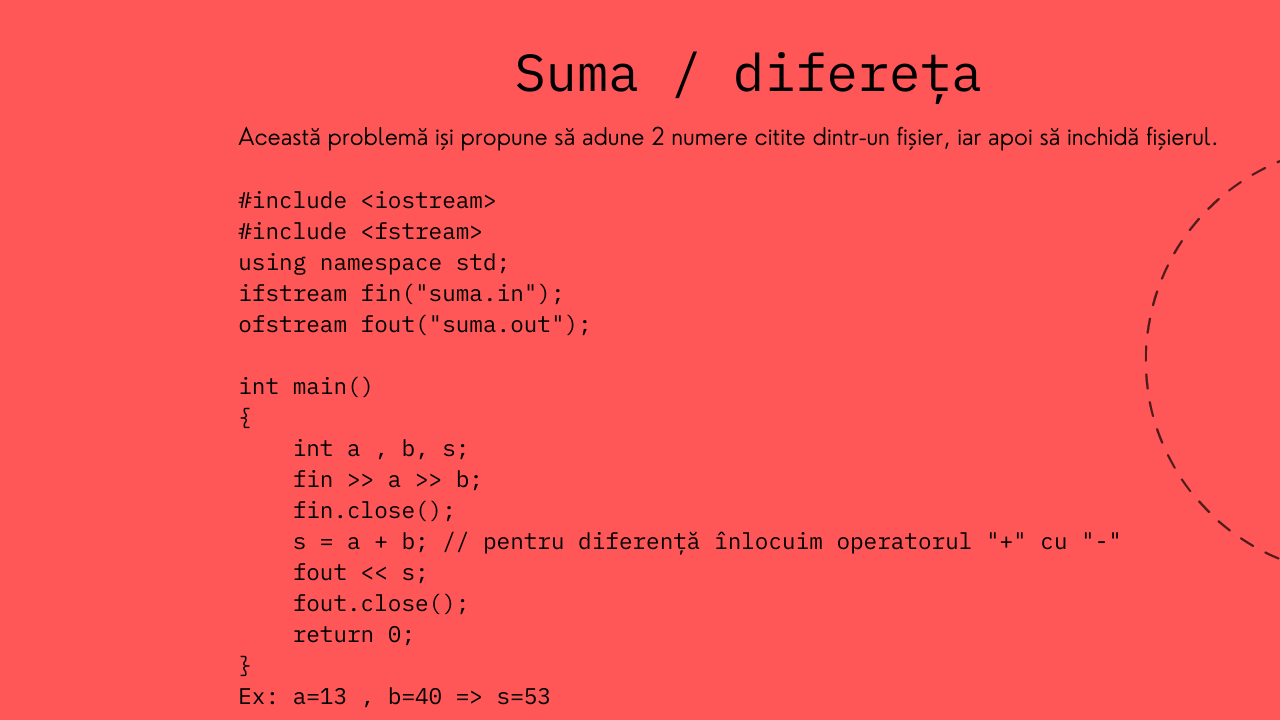 Suma / difereța
Această problemă iși propune să adune 2 numere citite dintr-un fișier, iar apoi să inchidă fișierul.
#include <iostream>
#include <fstream>
using namespace std;
ifstream fin("suma.in");
ofstream fout("suma.out");
int main()
{
    int a , b, s;
    fin >> a >> b;
    fin.close();
    s = a + b; // pentru diferență înlocuim operatorul "+" cu "-"
    fout << s;
    fout.close();
    return 0;
}
Ex: a=13 , b=40 => s=53